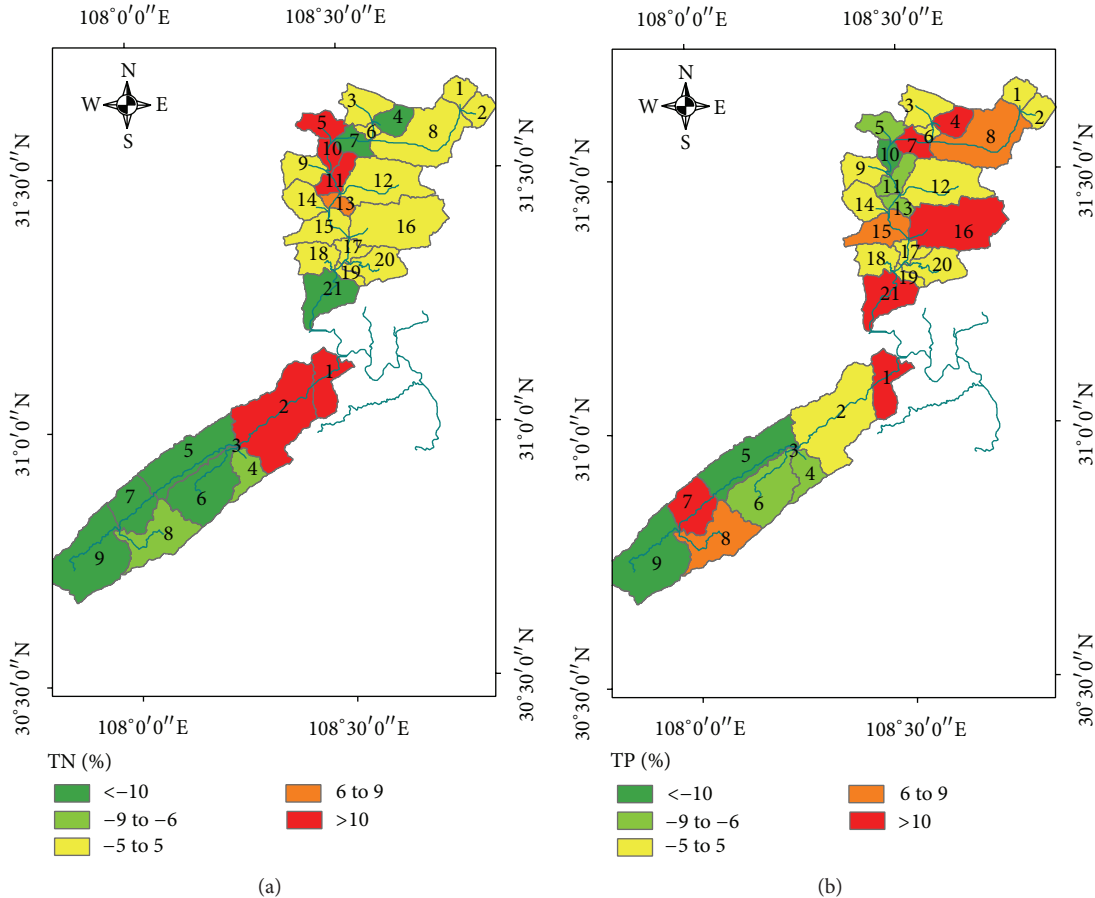 108°0′0″E 108°30′0″E
N
W E
S
31°30′0″N
31°0′0″N
30°30′0″N
1
2
3
4
5
6
7
8
9
10
11
12
13
14
15
16
17
18
19
20
21
1
2
3
4
5
6
7
8
9
31°30′0″N
31°0′0″N
30°30′0″N
108°0′0″E 108°30′0″E
TN (%)
<−10
−9 to −6
−5 to 5
6 to 9
>10
(a)
108°0′0″E 108°30′0″E
N
W E
S
31°30′0″N
31°0′0″N
30°30′0″N
1
2
3
4
5
6
7
8
9
10
11
12
13
14
15
16
17
18
19
20
21
1
2
3
4
5
6
7
8
9
31°30′0″N
31°0′0″N
30°30′0″N
108°0′0″E 108°30′0″E
TP (%)
<−10
−9 to −6
−5 to 5
6 to 9
>10
(b)